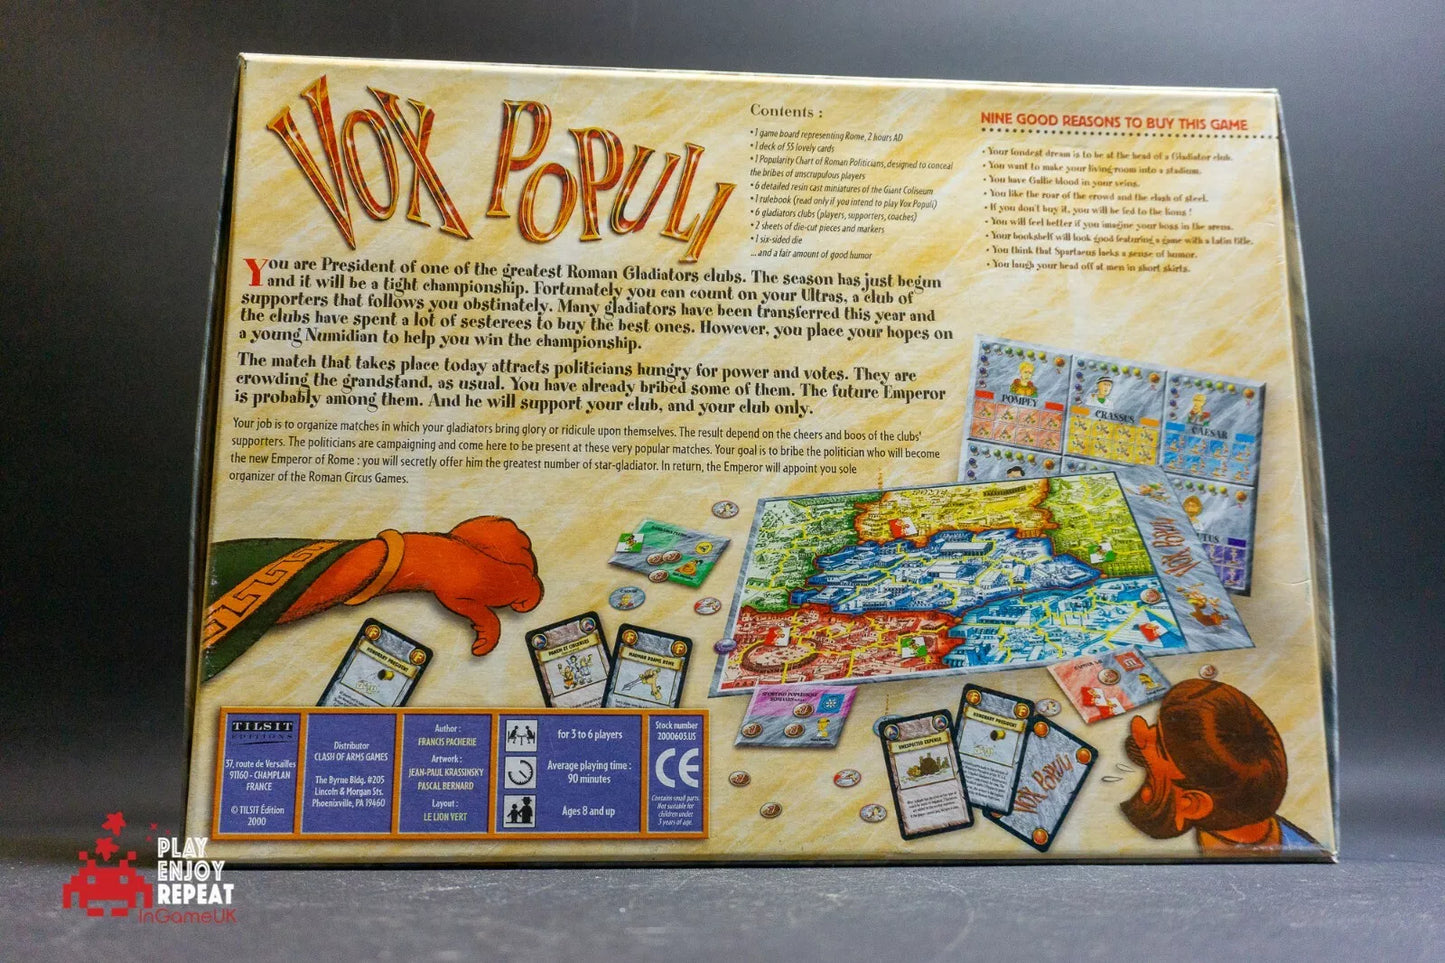 VOX POPULI
Contents :
• 1 game board representing Rome, 2 hours AD
• 1 deck of 55 lovely cards
• 1 Popularity Chart of Roman Politicians, designed to conceal
the bribes of unscrupulous players
• 6 detailed resin cast miniatures of the Giant Coliseum
• 1 rulebook (read only if you intend to play Vox Populi)
• 6 gladiators clubs (players, supporters, coaches)
• 2 sheets of die-cut pieces and markers
• 1 six-sided die
... and a fair amount of good humor
NINE GOOD REASONS TO BUY THIS GAME
• Your fondest dream is to be at the head of a Gladiator club.
• You want to make your living room into a stadium.
• You have Gallic blood in your veins.
• You like the roar of the crowd and the clash of steel.
• If you don't buy it, you will be fed to the lions !
• You will feel better if you imagine your boss in the arena.
• Your bookshelf will look good featuring a game with a latin title.
• You think that Spartacus lacks a sense of humor.
• You laugh your head off at men in short skirts.
You are President of one of the greatest Roman Gladiators clubs. The season has just begun
and it will be a tight championship. Fortunately you can count on your Ultras, a club of
supporters that follows you obstinately. Many gladiators have been transferred this year and
the clubs have spent a lot of sesterces to buy the best ones. However, you place your hopes on
a young Numidian to help you win the championship.
The match that takes place today attracts politicians hungry for power and votes. They are
crowding the grandstand, as usual. You have already bribed some of them. The future Emperor
is probably among them. And he will support your club, and your club only.
Your job is to organize matches in which your gladiators bring glory or ridicule upon themselves. The result depend on the cheers and boos of the clubs'
supporters. The politicians are campaigning and come here to be present at these very popular matches. Your goal is to bribe the politician who will become
the new Emperor of Rome : you will secretly offer him the greatest number of star-gladiator. In return, the Emperor will appoint you sole
organizer of the Roman Circus Games.
POMPEY
CRASSUS
CAESAR
VOX POPULI
HONORARY PRESIDENT
PANEM ET CIRCENSES
UNEXPECTED EXPENSE
HONORARY PRESIDENT
VOX POPULI
TILSIT
EDITIONS
37, route de Versailles
91160 - CHAMPLAN
FRANCE
© TILSIT Édition
2000
Distributor
CLASH OF ARMS GAMES
The Byrne Bldg. #205
Lincoln & Morgan Sts.
Phoenixville, PA 19460
Author :
FRANCIS PACHERIE
Artwork :
JEAN-PAUL KRASSINSKY
PASCAL BERNARD
Layout :
LE LION VERT
for 3 to 6 players
Average playing time :
90 minutes
Ages 8 and up
Stock number
2000603.US
CE
Contains small parts.
Not suitable for
children under
3 years of age.
PLAY
ENJOY
REPEAT
InGameUK